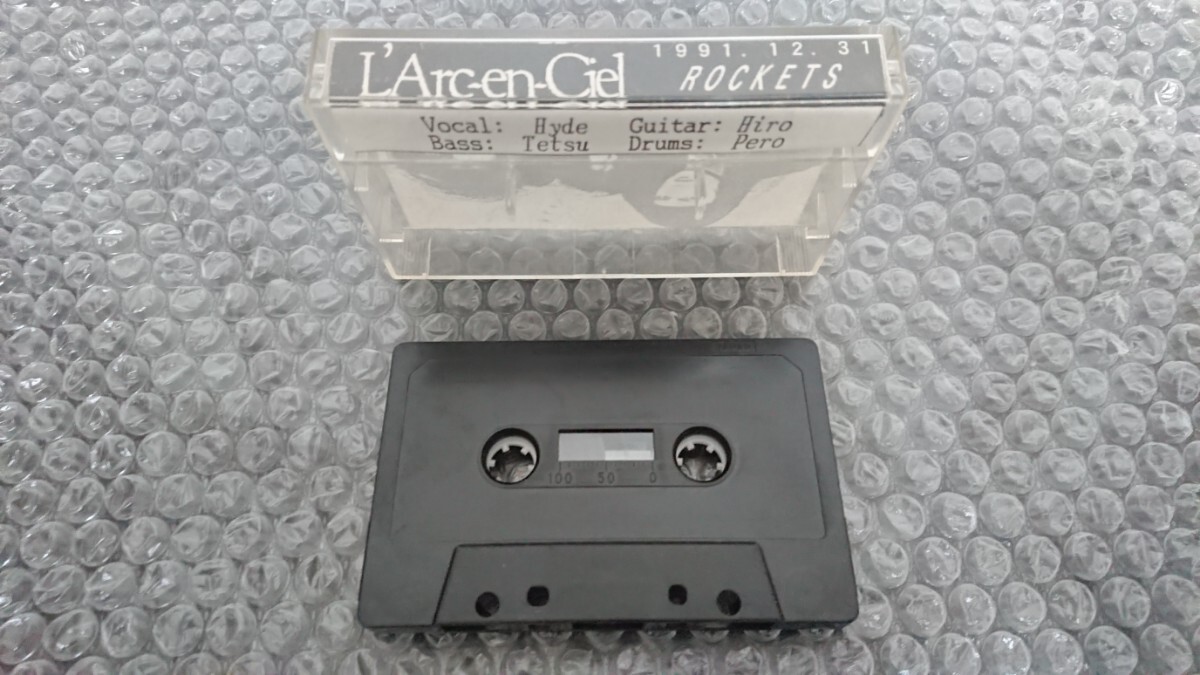 L'Arc-en-Ciel 1991.12.31
ROCKETS
Vocal: Hyde Guitar: Hiro
Bass: Tetsu Drums: Pero
100 50 0